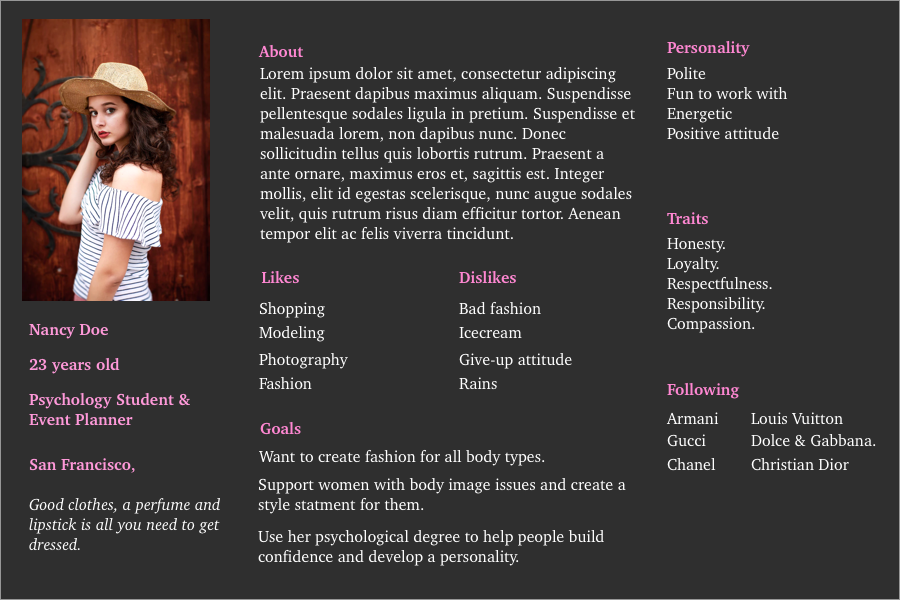 Nancy Doe
23 years old
Psychology Student &
Event Planner
San Francisco,
Good clothes, a perfume and
lipstick is all you need to get
dressed.
About
Lorem ipsum dolor sit amet, consectetur adipiscing
elit. Praesent dapibus maximus aliquam. Suspendisse
pellentesque sodales ligula in pretium. Suspendisse et
malesuada lorem, non dapibus nunc. Donec
sollicitudin tellus quis lobortis rutrum. Praesent a
ante ornare, maximus eros et, sagittis est. Integer
mollis, elit id egestas scelerisque, nunc augue sodales
velit, quis rutrum risus diam efficitur tortor. Aenean
tempor elit ac felis viverra tincidunt.
Likes
Shopping
Modeling
Photography
Fashion
Dislikes
Bad fashion
Icecream
Give-up attitude
Rains
Goals
Want to create fashion for all body types.
Support women with body image issues and create a
style statment for them.
Use her psychological degree to help people build
confidence and develop a personality.
Personality
Polite
Fun to work with
Energetic
Positive attitude
Traits
Honesty.
Loyalty.
Respectfulness.
Responsibility.
Compassion.
Following
Armani Louis Vuitton
Gucci Dolce & Gabbana.
Chanel Christian Dior